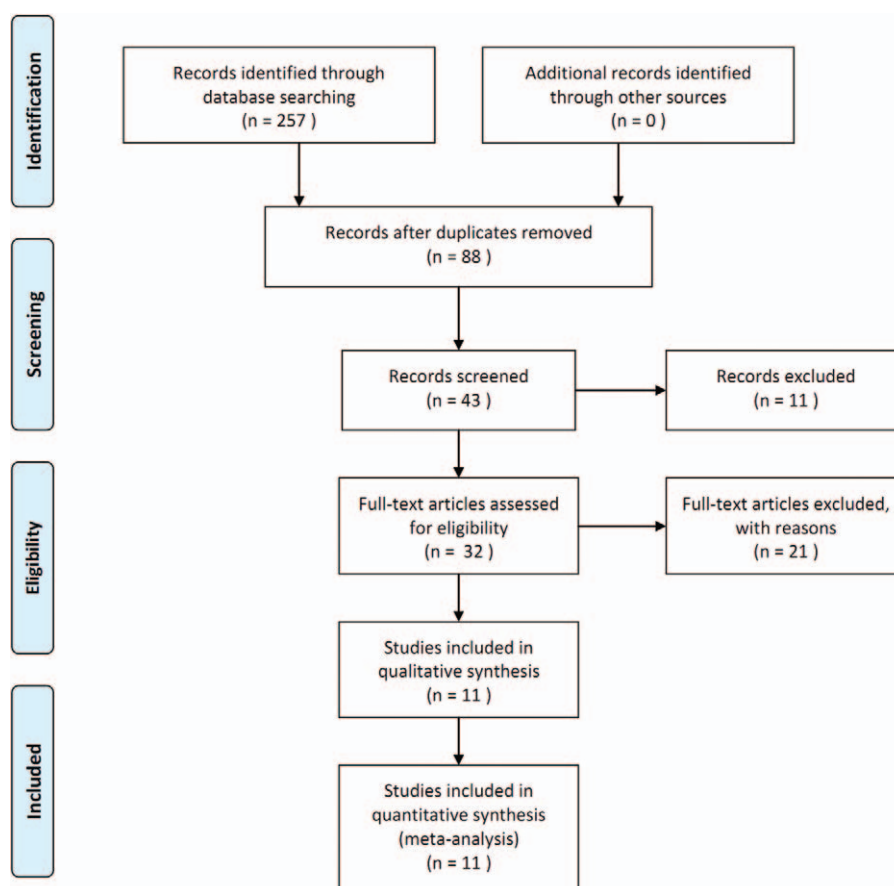 Identification
Records identified through
database searching
(n = 257 )
Additional records identified
through other sources
(n = 0 )
Screening
Records after duplicates removed
(n = 88 )
Records screened
(n = 43 )
Records excluded
(n = 11 )
Eligibility
Full-text articles assessed
for eligibility
(n = 32 )
Full-text articles excluded,
with reasons
(n = 21 )
Studies included in
qualitative synthesis
(n = 11 )
Included
Studies included in
quantitative synthesis
(meta-analysis)
(n = 11 )